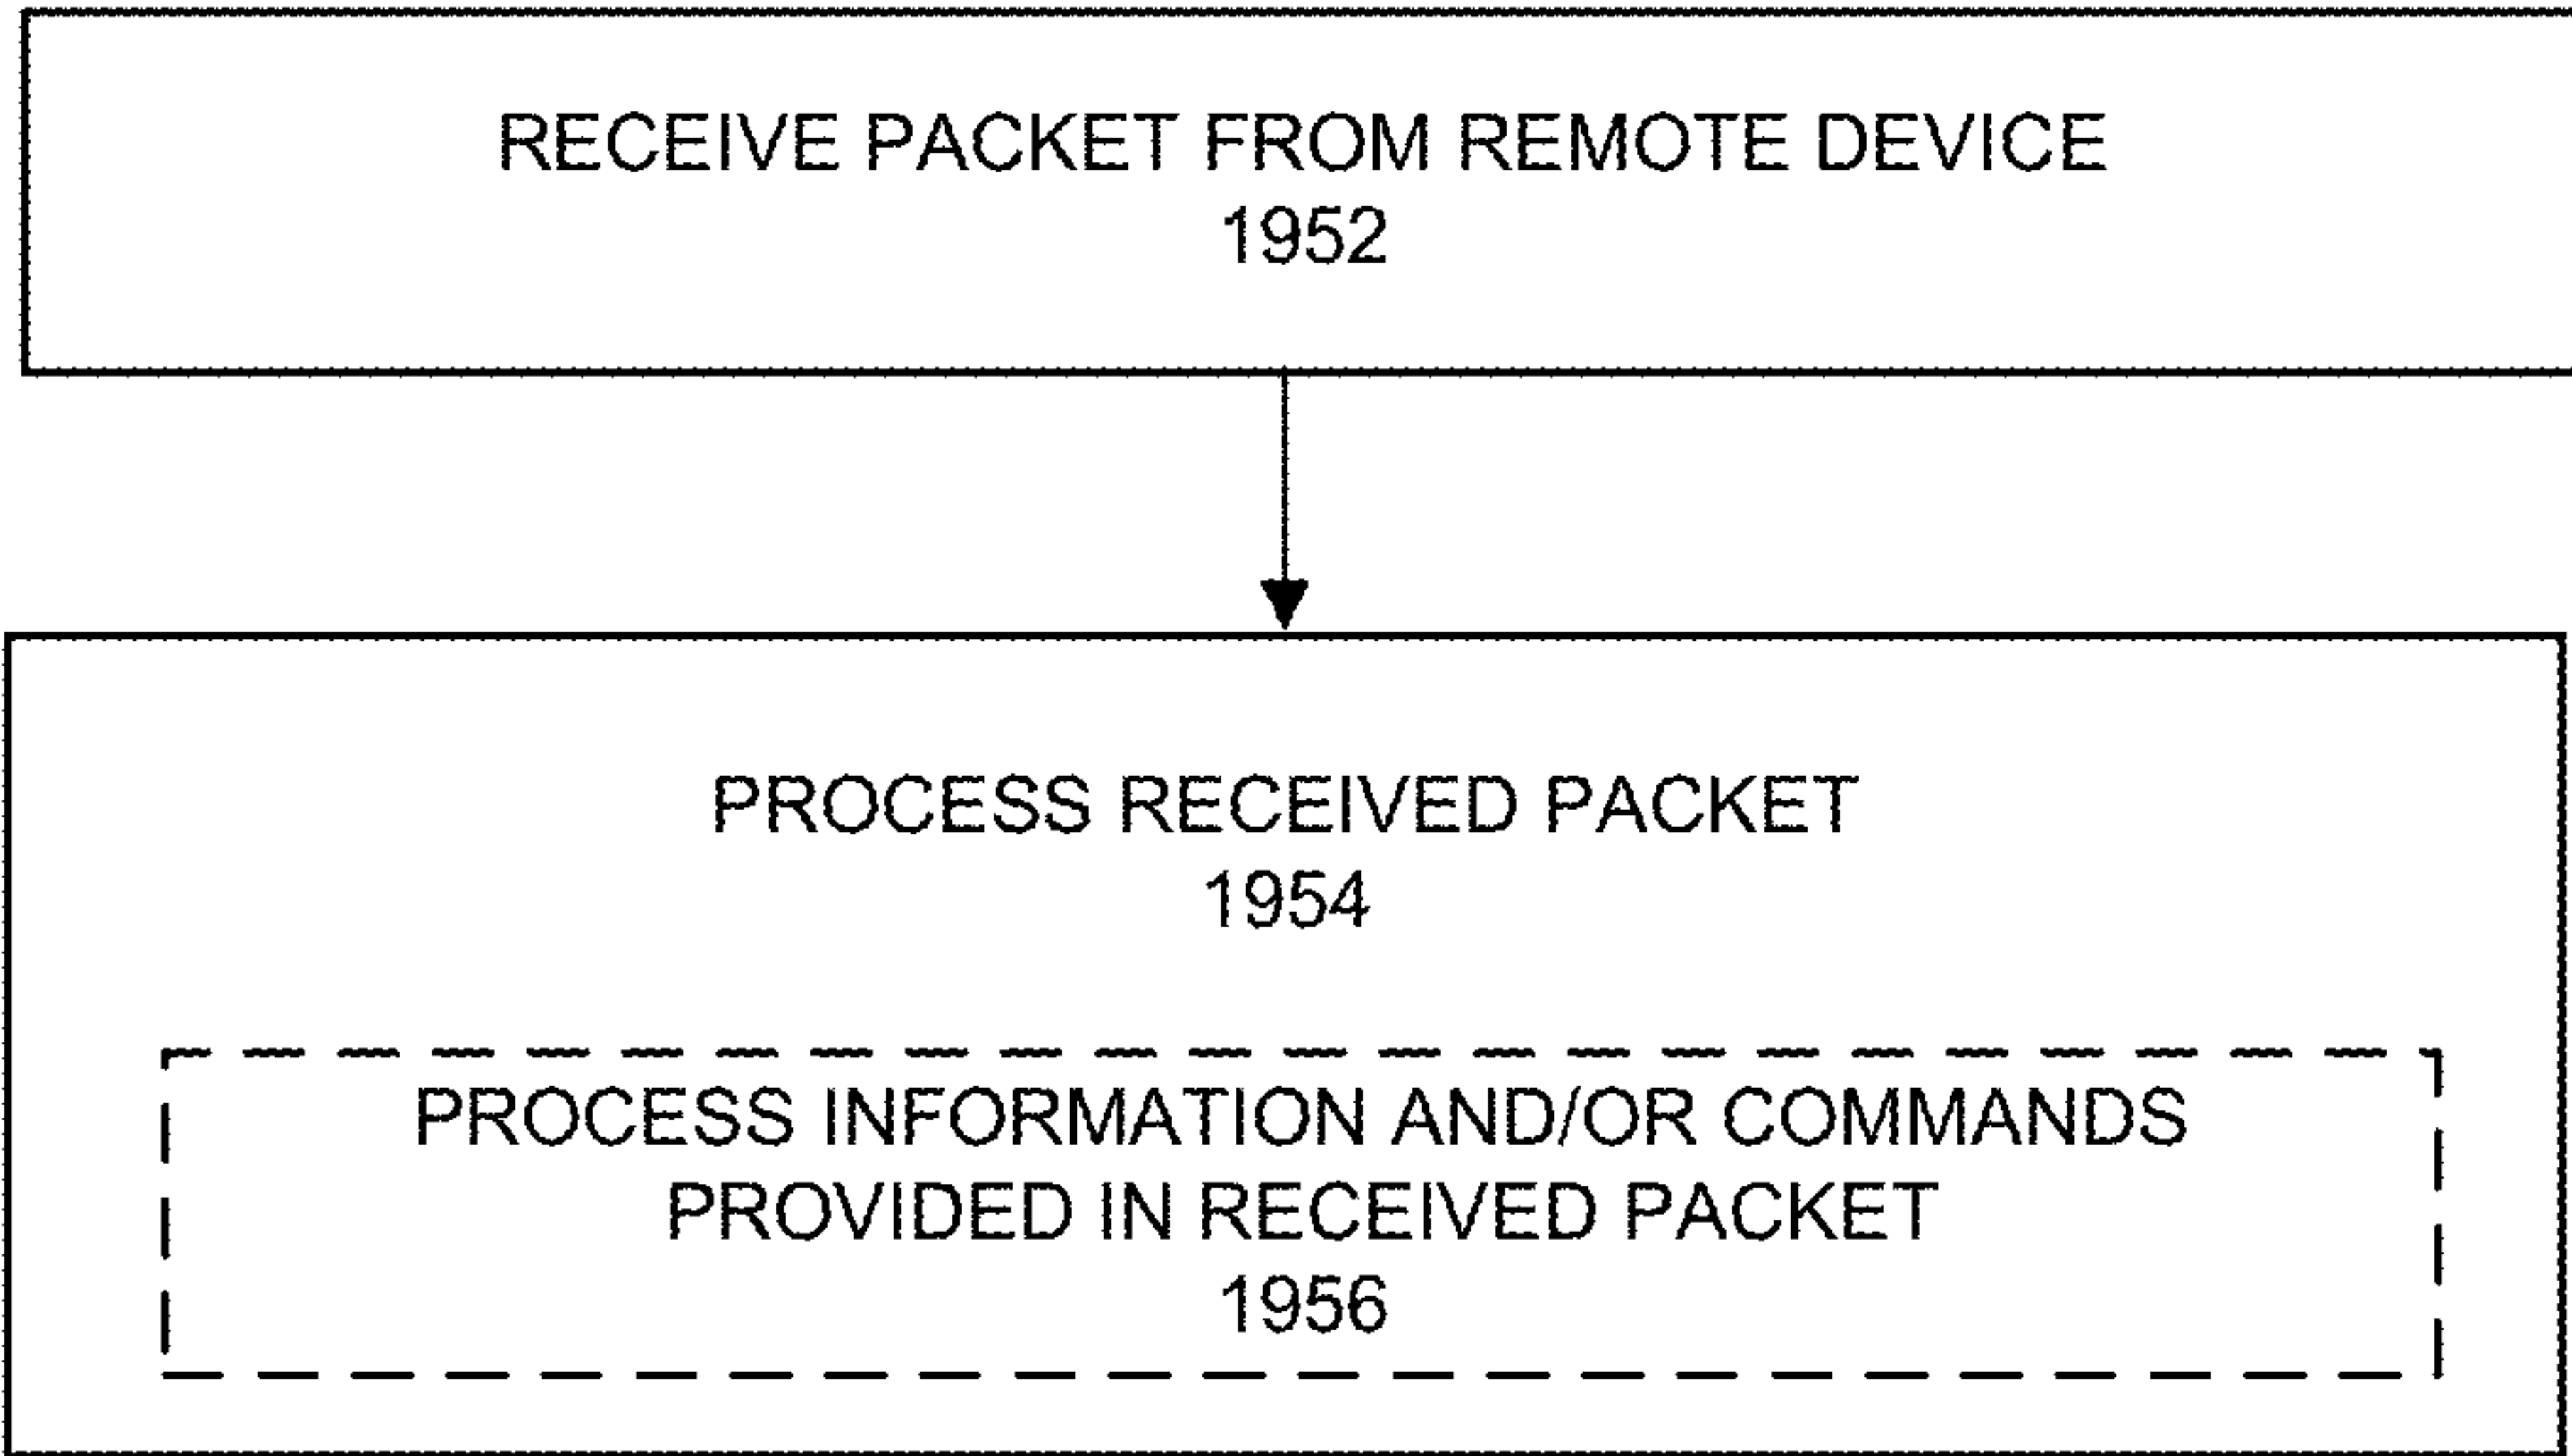 RECEIVE PACKET FROM REMOTE DEVICE
1952
PROCESS RECEIVED PACKET
1954
PROCESS INFORMATION AND/OR COMMANDS
PROVIDED IN RECEIVED PACKET
1956